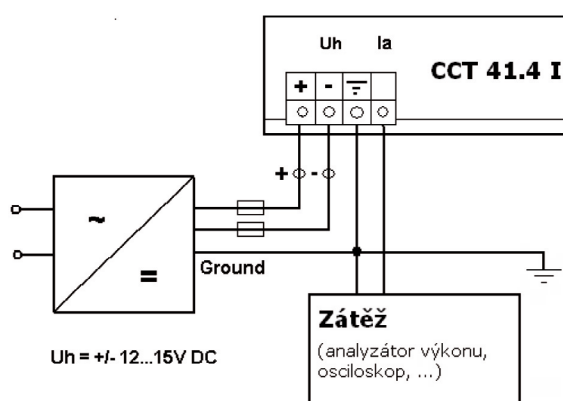 Uh Ia
CCT 41.4 I
+ -
+ -
~
=
Ground
Uh = +/- 12...15V DC
Zátěž
(analyzátor výkonu,
osciloskop, ...)